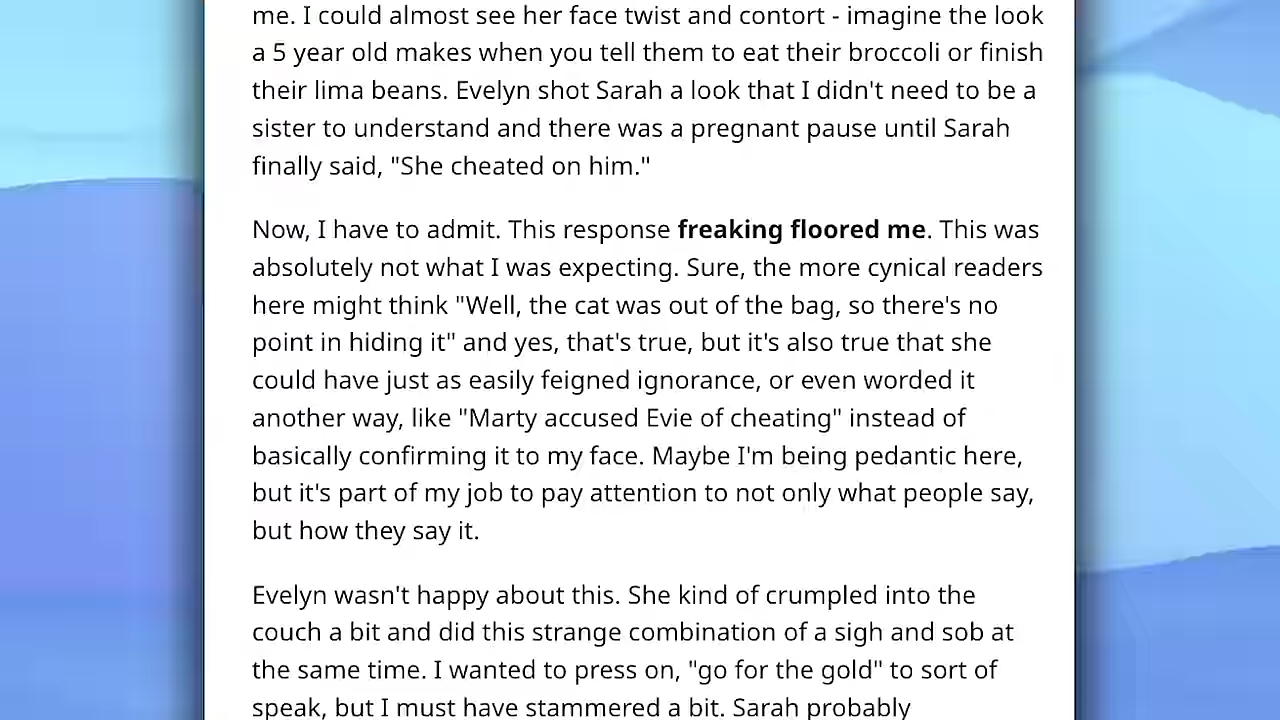 me. I could almost see her face twist and contort - imagine the look
a 5 year old makes when you tell them to eat their broccoli or finish
their lima beans. Evelyn shot Sarah a look that I didn't need to be a
sister to understand and there was a pregnant pause until Sarah
finally said, "She cheated on him."
Now, I have to admit. This response freaking floored me. This was
absolutely not what I was expecting. Sure, the more cynical readers
here might think "Well, the cat was out of the bag, so there's no
point in hiding it" and yes, that's true, but it's also true that she
could have just as easily feigned ignorance, or even worded it
another way, like "Marty accused Evie of cheating" instead of
basically confirming it to my face. Maybe I'm being pedantic here,
but it's part of my job to pay attention to not only what people say,
but how they say it.
Evelyn wasn't happy about this. She kind of crumpled into the
couch a bit and did this strange combination of a sigh and sob at
the same time. I wanted to press on, "go for the gold" to sort of
speak, but I must have stammered a bit. Sarah probably